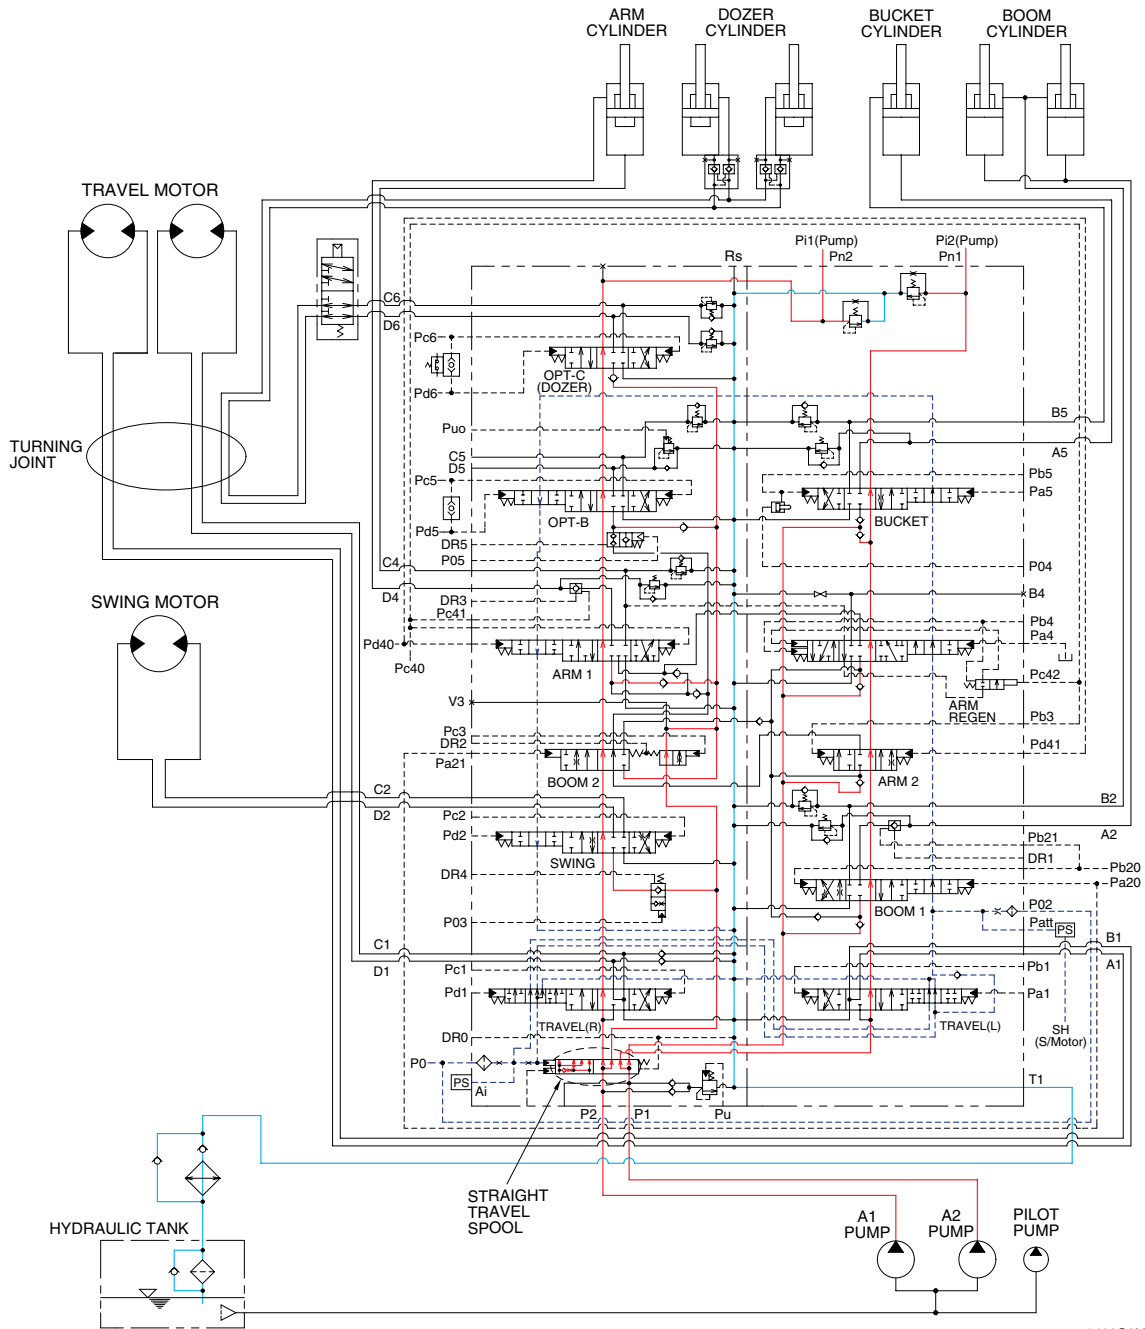 ARM
CYLINDER
DOZER
CYLINDER
BUCKET
CYLINDER
BOOM
CYLINDER
TRAVEL MOTOR
TURNING
JOINT
SWING MOTOR
Pi1(Pump)
Pn2
Pi2(Pump)
Pn1
Rs
C6
D6
Pc6
Pd6
OPT-C
(DOZER)
Puo
C5
D5
Pc5
Pd5
OPT-B
DR5
P05
C4
D4
DR3
Pc41
Pd40
Pc40
ARM 1
V3
Pc3
DR2
Pa21
BOOM 2
C2
D2
Pc2
Pd2
SWING
DR4
P03
C1
D1
Pc1
Pd1
TRAVEL(R)
DR0
P0
PS
Ai
P2
P1
Pu
B5
A5
Pb5
Pa5
BUCKET
P04
B4
Pb4
Pa4
Pc42
ARM
REGEN
Pb3
Pd41
ARM 2
B2
A2
Pb21
DR1
Pb20
Pa20
BOOM 1
P02
Patt
PS
B1
A1
Pb1
Pa1
TRAVEL(L)
SH
(S/Motor)
T1
STRAIGHT
TRAVEL
SPOOL
HYDRAULIC TANK
A1
PUMP
A2
PUMP
PILOT
PUMP